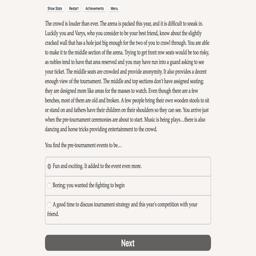 Show Stats Restart Achievements Menu
The crowd is louder than ever. The arena is packed this year, and it is difficult to sneak in.
Luckily you and Varys, who you consider to be your best friend, know about the slightly
cracked wall that has a hole just big enough for the two of you to crawl through. You are able
to make it to the middle section of the arena. Trying to get front row seats would be too risky,
as nobles tend to have that area reserved and you may have run into a guard asking to see
your ticket. The middle seats are crowded and provide anonymity. It also provides a decent
enough view of the tournament. The middle and top sections don't have assigned seating;
they are designed more like areas for the masses to watch. Even though there are a few
benches, most of them are old and broken. A few people bring their own wooden stools to sit
or stand on and fathers have their children on their shoulders so they can see. You arrive just
when the pre-tournament ceremonies are about to start. Music is being plays...there is also
dancing and horse tricks providing entertainment to the crowd.
You find the pre-tournament events to be...
Fun and exciting. It added to the event even more.
Boring; you wanted the fighting to begin
A good time to discuss tournament strategy and this year's competition with your
friend.
Next